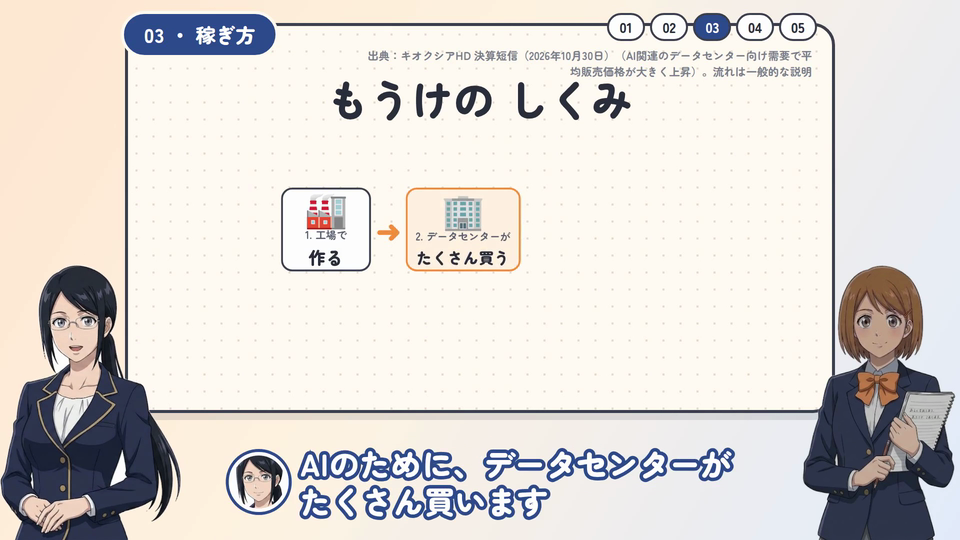 03 ・ 稼ぎ方
01 02 03 04 05
出典：キオクシアHD 決算短信（2026年10月30日）（AI関連のデータセンター向け需要で平
均販売価格が大きく上昇）。流れは一般的な説明
もうけの しくみ
1. 工場で
作る
2. データセンターが
たくさん買う
AIのために、データセンターが
たくさん買います